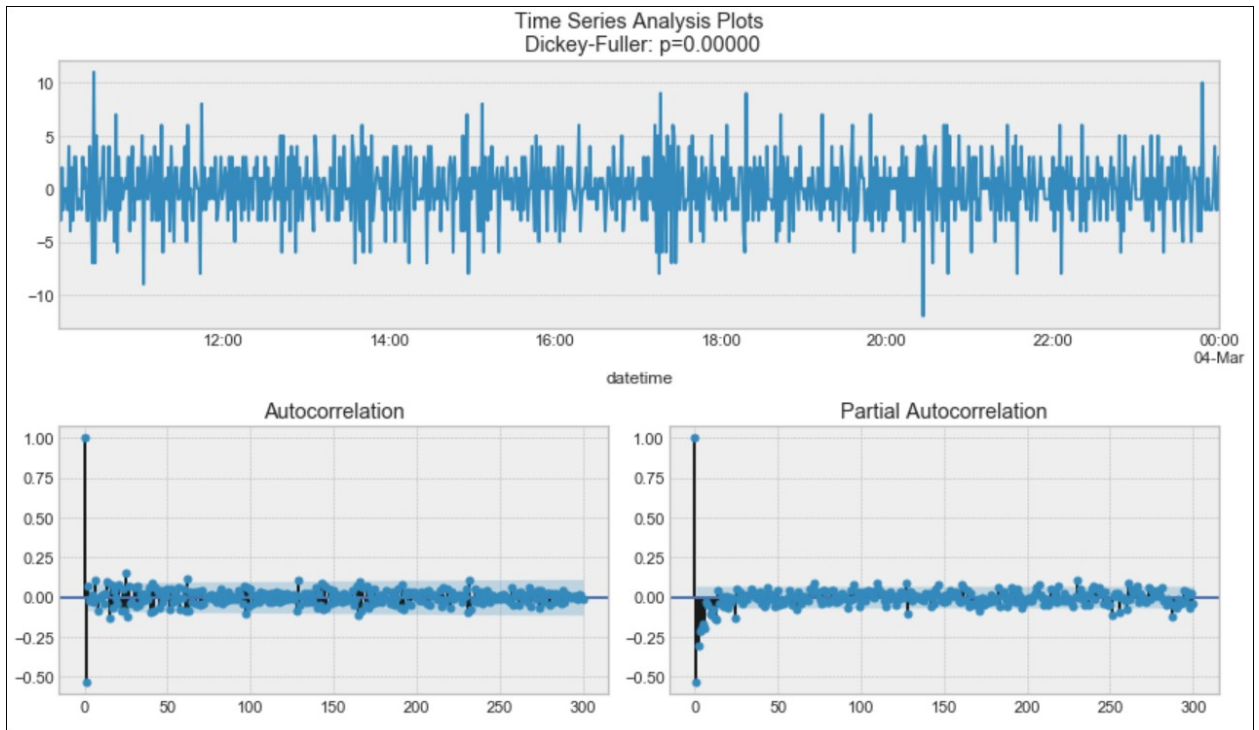 Time Series Analysis Plots
Dickey-Fuller: p=0.00000
10
5
0
−5
−10
12:00 14:00 16:00 18:00 20:00 22:00 00:00
04-Mar
datetime
Autocorrelation
1.00
0.75
0.50
0.25
0.00
−0.25
−0.50
0 50 100 150 200 250 300
Partial Autocorrelation
1.00
0.75
0.50
0.25
0.00
−0.25
−0.50
0 50 100 150 200 250 300